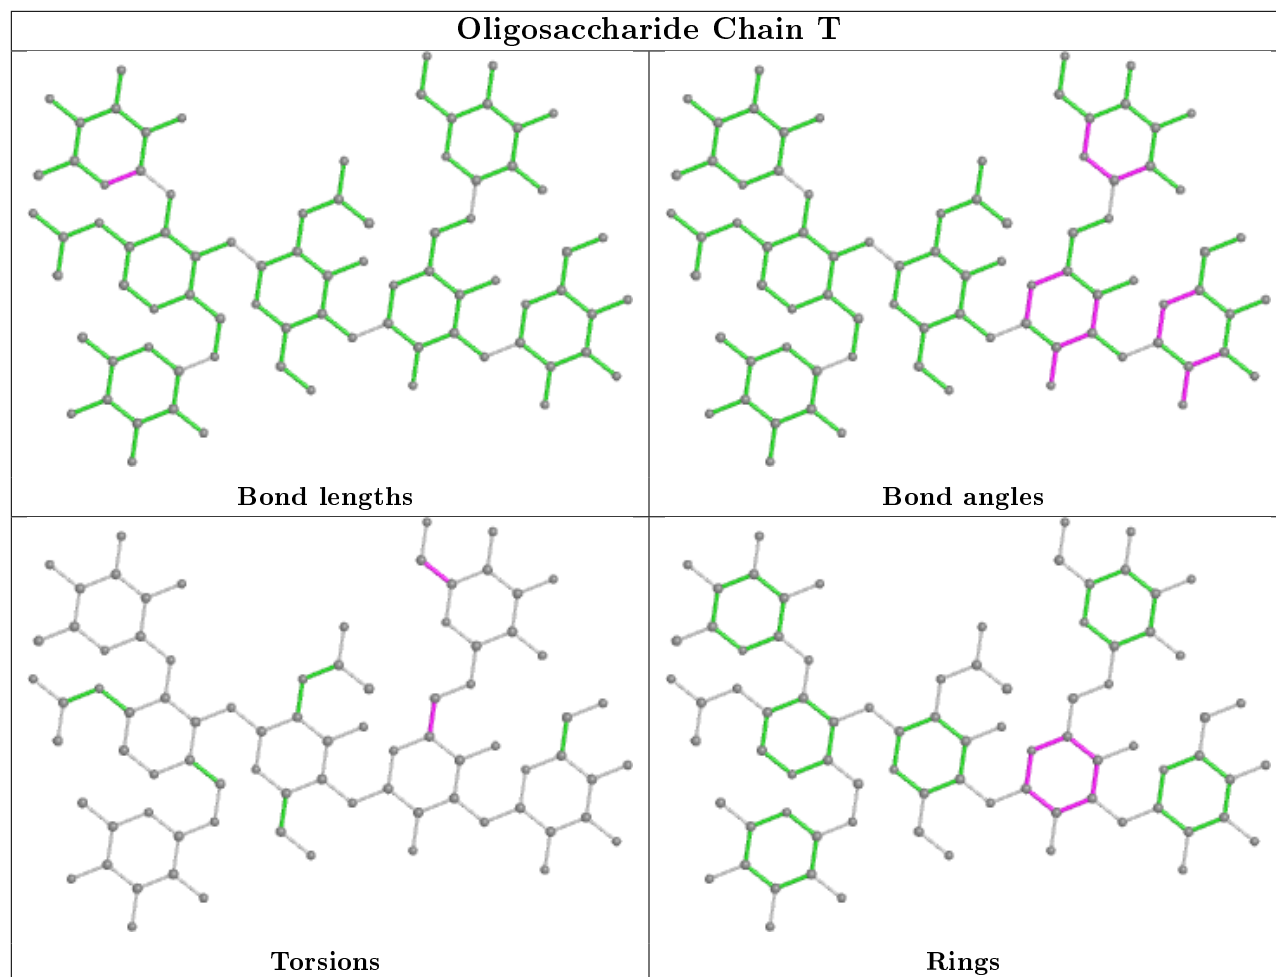 Oligosaccharide Chain T
Bond lengths
Bond angles
Torsions
Rings